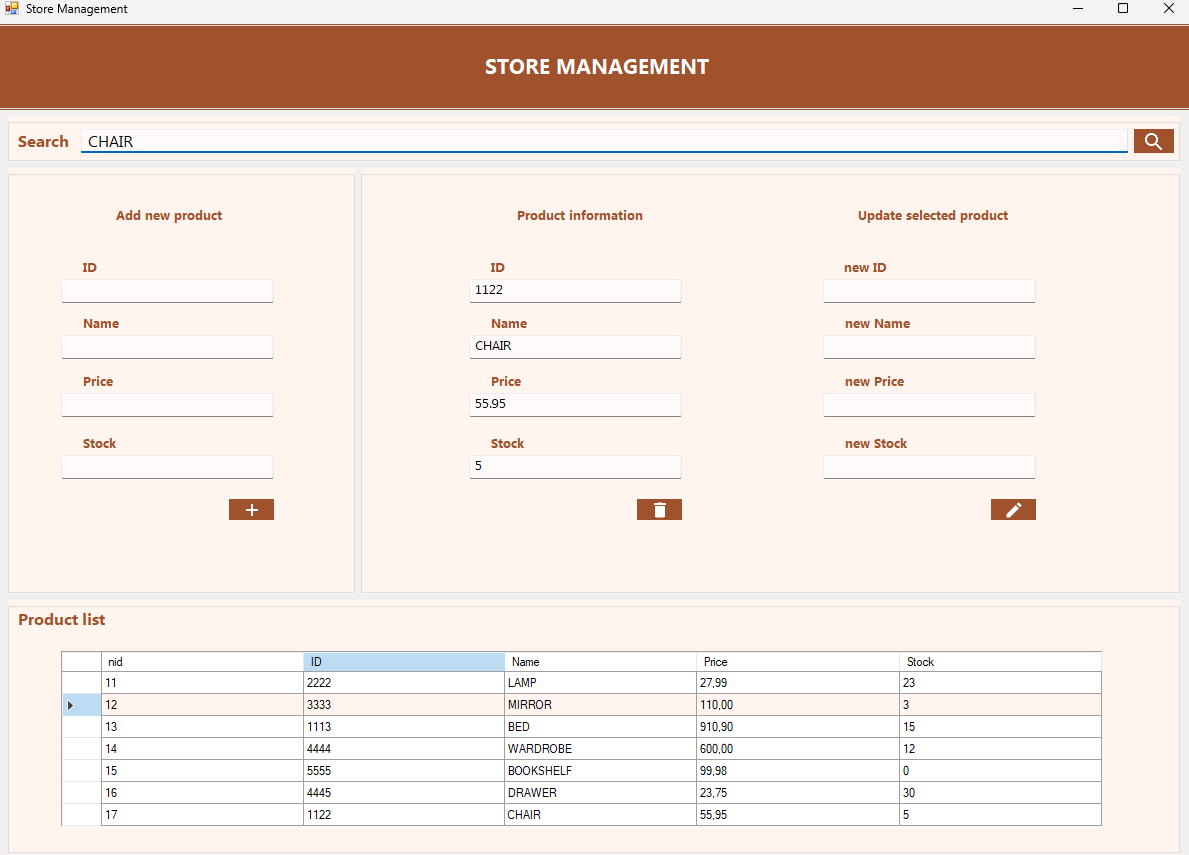 Store Management
STORE MANAGEMENT
Search CHAIR
Add new product
ID
Name
Price
Stock
Product information
ID
1122
Name
CHAIR
Price
55.95
Stock
5
Update selected product
new ID
new Name
new Price
new Stock
Product list
nid ID Name Price Stock
11 2222 LAMP 27,99 23
12 3333 MIRROR 110,00 3
13 1113 BED 910,90 15
14 4444 WARDROBE 600,00 12
15 5555 BOOKSHELF 99,98 0
16 4445 DRAWER 23,75 30
17 1122 CHAIR 55,95 5